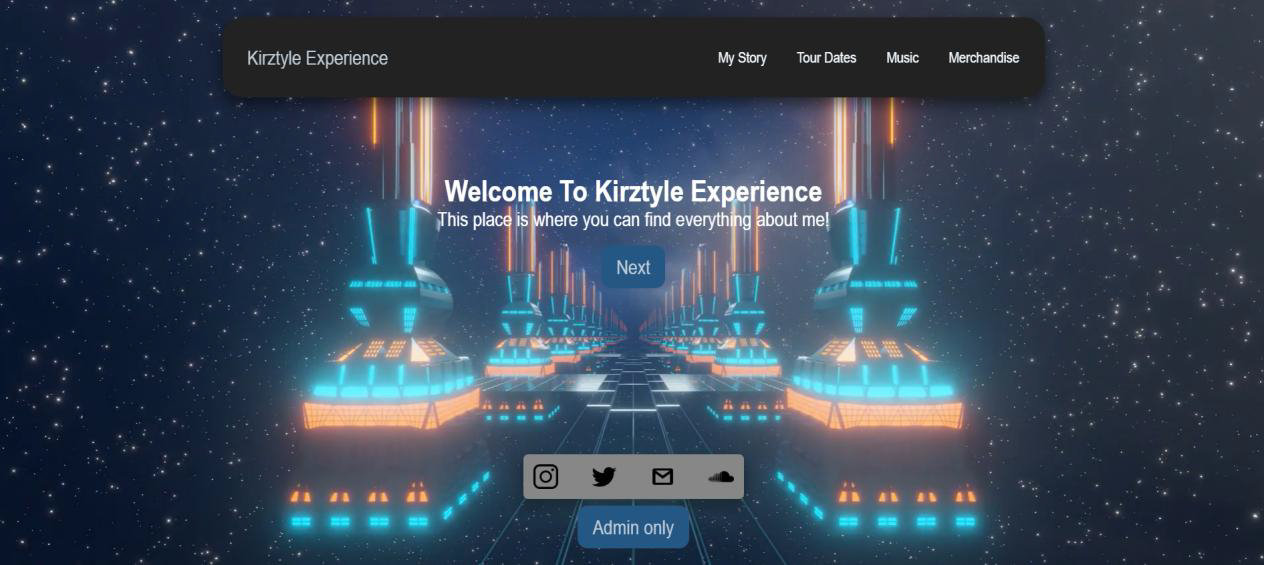 Kirztyle Experience
My Story Tour Dates Music Merchandise
Welcome To Kirztyle Experience
This place is where you can find everything about me!
Next
Admin only